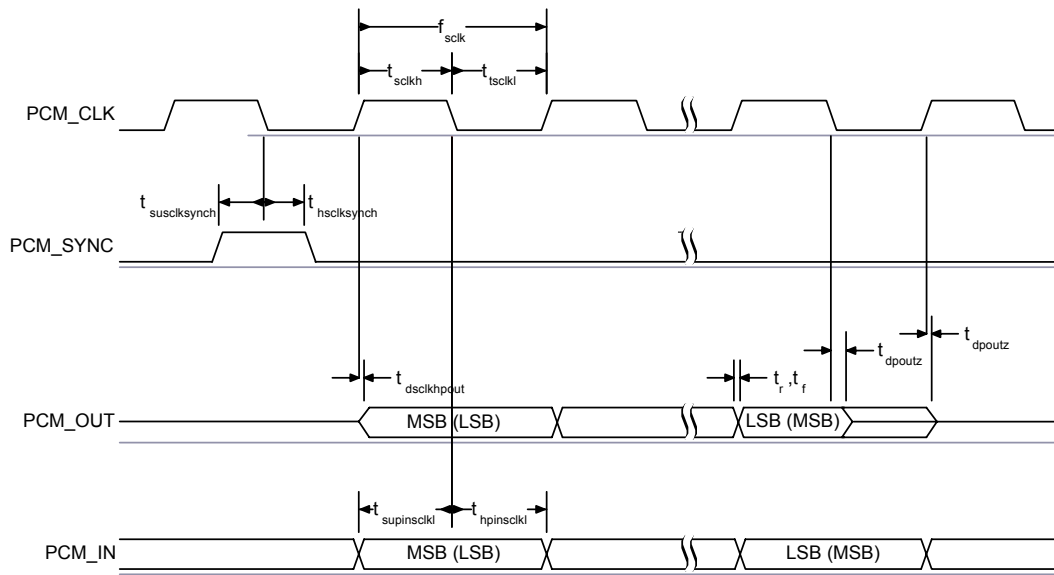 f sclk
t sclkh
t tsclkl
PCM_CLK
t susclksynch
t hsclksynch
PCM_SYNC
t dpoutz
t dpoutz
t dsclkhpout
t r ,t f
PCM_OUT
MSB (LSB)
LSB (MSB)
t supinsclkl
t hpinsclkl
PCM_IN
MSB (LSB)
LSB (MSB)